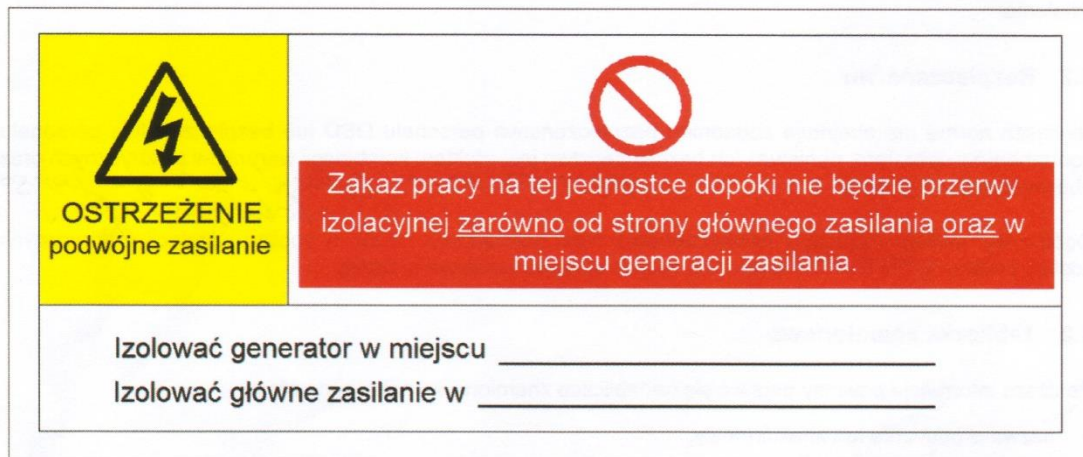 OSTRZEŻENIE
podwójne zasilanie
Zakaz pracy na tej jednostce dopóki nie będzie przerwy
izolacyjnej zarówno od strony głównego zasilania oraz w
miejscu generacji zasilania.
Izolować generator w miejscu
Izolować główne zasilanie w